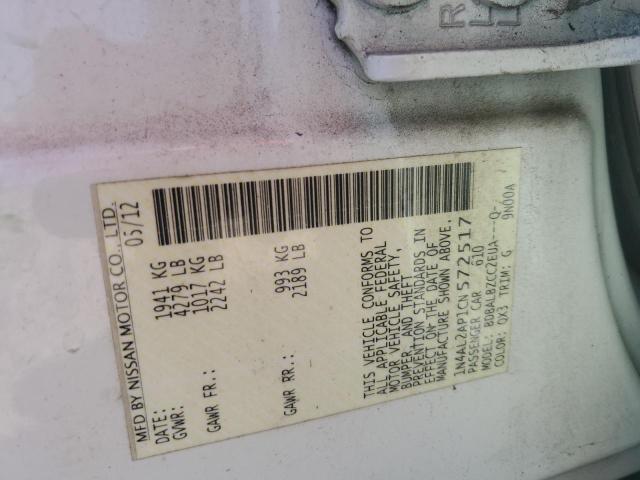 MFD BY NISSAN MOTOR CO., LTD.
DATE: 05/12
GVWR: 1941 KG
4279 LB
GAWR FR: 1017 KG
2242 LB
GAWR RR: 993 KG
2189 LB
THIS VEHICLE CONFORMS TO
ALL APPLICABLE FEDERAL
MOTOR VEHICLE SAFETY,
BUMPER, AND THEFT
PREVENTION STANDARDS IN
EFFECT ON THE DATE OF
MANUFACTURE SHOWN ABOVE.
1N4AL2AP1CN572517
PASSENGER CAR 610
MODEL: BDBALBZCC2EUA---Q-
COLOR: QX3 TRIM: G 9N00A
R
L
L